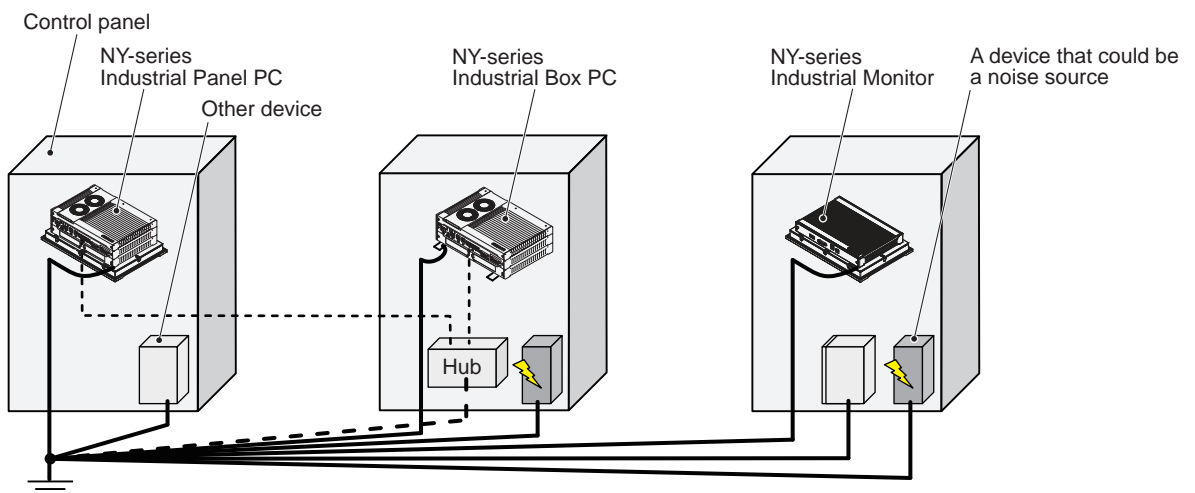 Control panel
NY-series
Industrial Panel PC
Other device
NY-series
Industrial Box PC
NY-series
Industrial Monitor
A device that could be
a noise source
Hub